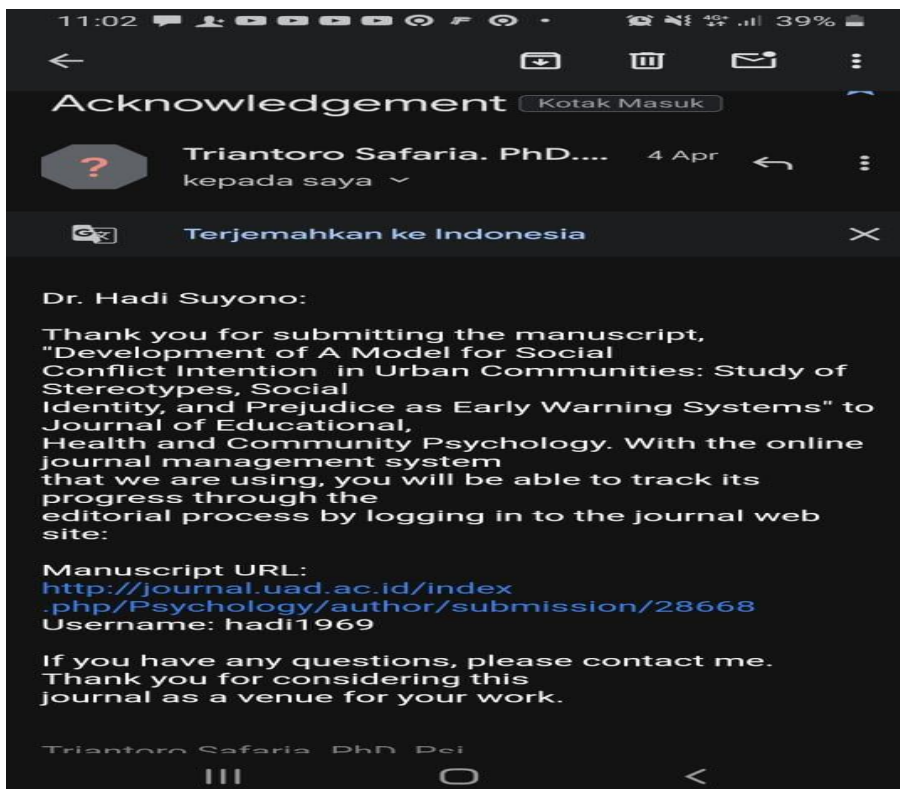 11:02
4G+ 39%
Acknowledgement Kotak Masuk
Triantoro Safaria. PhD.... 4 Apr
kepada saya
Terjemahkan ke Indonesia
Dr. Hadi Suyono:
Thank you for submitting the manuscript,
"Development of A Model for Social
Conflict Intention in Urban Communities: Study of
Stereotypes, Social
Identity, and Prejudice as Early Warning Systems" to
Journal of Educational,
Health and Community Psychology. With the online
journal management system
that we are using, you will be able to track its
progress through the
editorial process by logging in to the journal web
site:
Manuscript URL:
http://journal.uad.ac.id/index
.php/Psychology/author/submission/28668
Username: hadi1969
If you have any questions, please contact me.
Thank you for considering this
journal as a venue for your work.
Triantoro Safaria, PhD, Psi